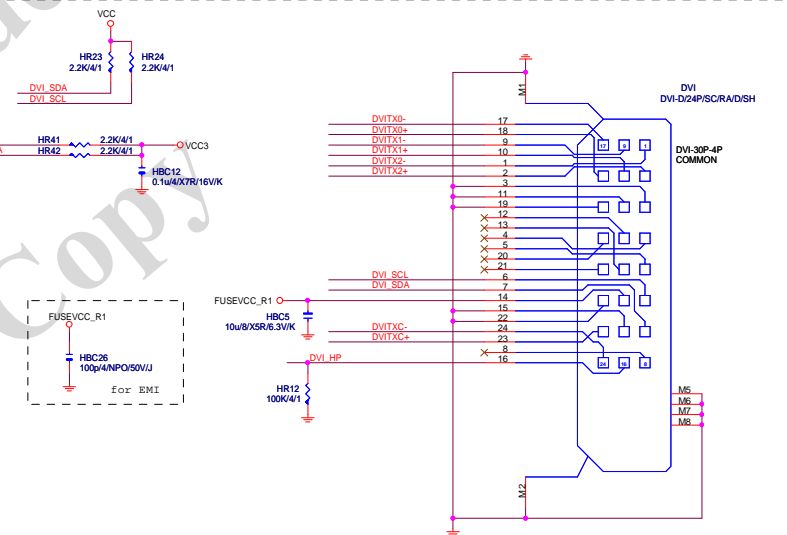 VCC
HR23
2.2K/4/1
HR24
2.2K/4/1
DVI_SDA
DVI_SCL
HR41
2.2K/4/1
HR42
2.2K/4/1
VCC3
HBC12
0.1u/4/X7R/16V/K
Copy
FUSEVCC_R1
HBC26
100p/4/NPO/50V/J
for EMI
DVI
DVI-D/24P/SC/RA/D/SH
DVI-30P-4P
COMMON
M1
DVITX0-
17
DVITX0+
18
DVITX1-
9
DVITX1+
10
DVITX2-
1
DVITX2+
2
3
11
19
12
13
4
5
20
21
DVI_SCL
6
DVI_SDA
7
FUSEVCC_R1
14
15
HBC5
10u/8/X5R/6.3V/K
22
DVITXC-
24
DVITXC+
23
8
DVI_HP
16
HR12
100K/4/1
17 9 1
24 16 8
M5
M6
M7
M8
M2